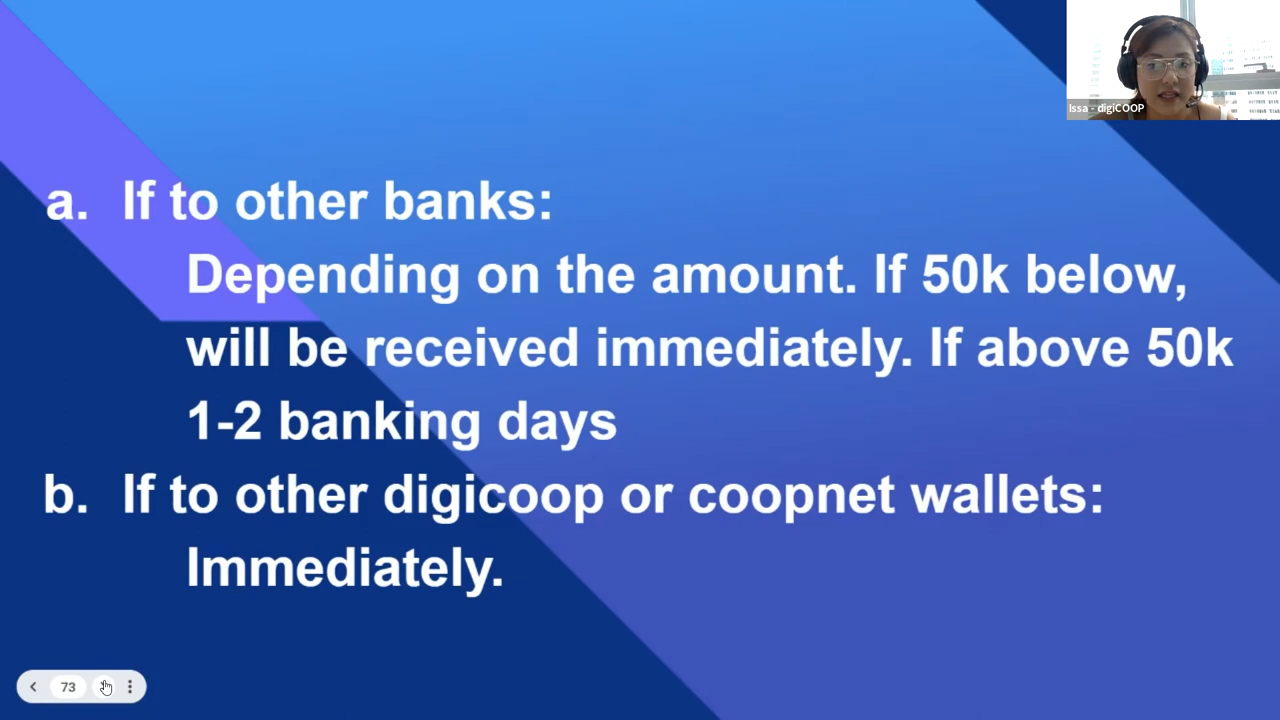 Issa - digiCOOP
a. If to other banks:
Depending on the amount. If 50k below,
will be received immediately. If above 50k
1-2 banking days
b. If to other digicoop or coopnet wallets:
Immediately.
73